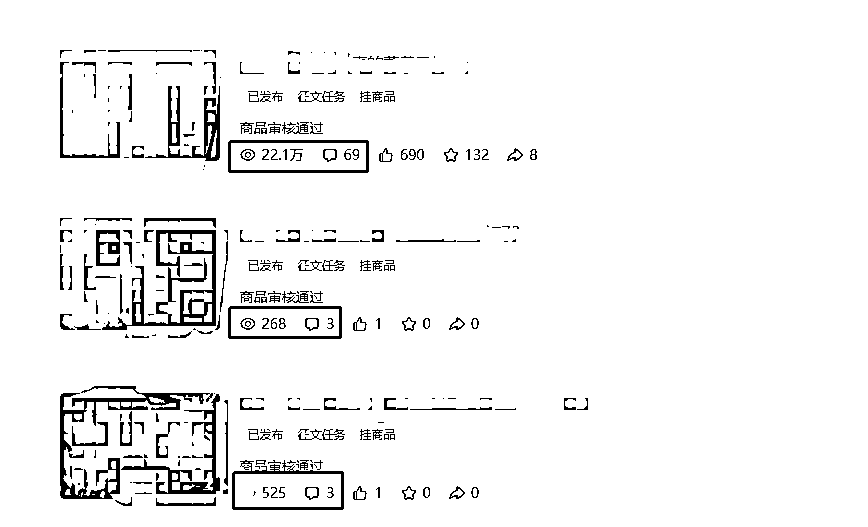 已发布 征文任务 挂商品
商品审核通过
22.1万 69 690 132 8
已发布 征文任务 挂商品
商品审核通过
268 3 1 0 0
已发布 征文任务 挂商品
商品审核通过
525 3 1 0 0